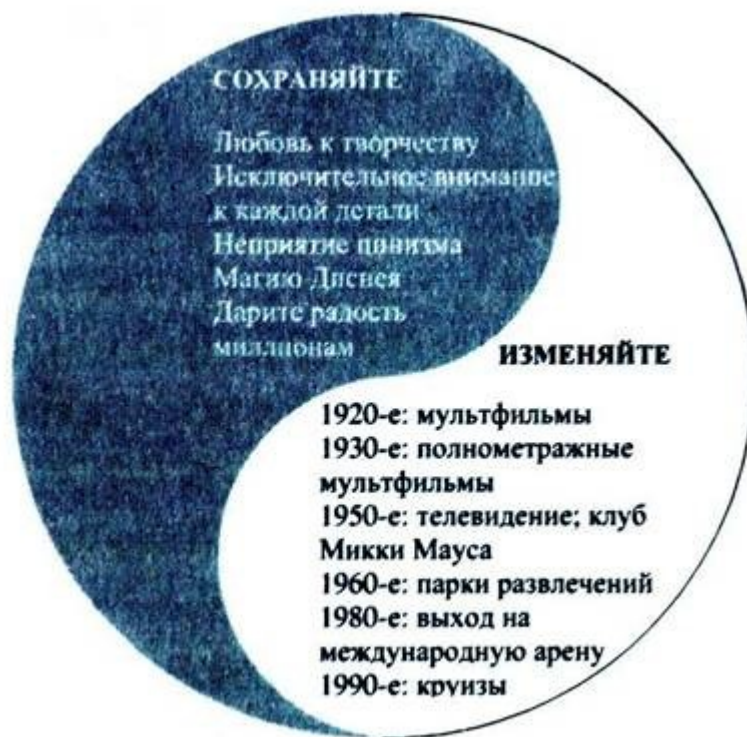 СОХРАНЯЙТЕ
Любовь к творчеству
Исключительное внимание
к каждой детали
Неприятие цинизма
Магию Диснея
Дарите радость
миллионам
ИЗМЕНЯЙТЕ
1920-е: мультфильмы
1930-е: полнометражные
мультфильмы
1950-е: телевидение; клуб
Микки Мауса
1960-е: парки развлечений
1980-е: выход на
международную арену
1990-е: круизы